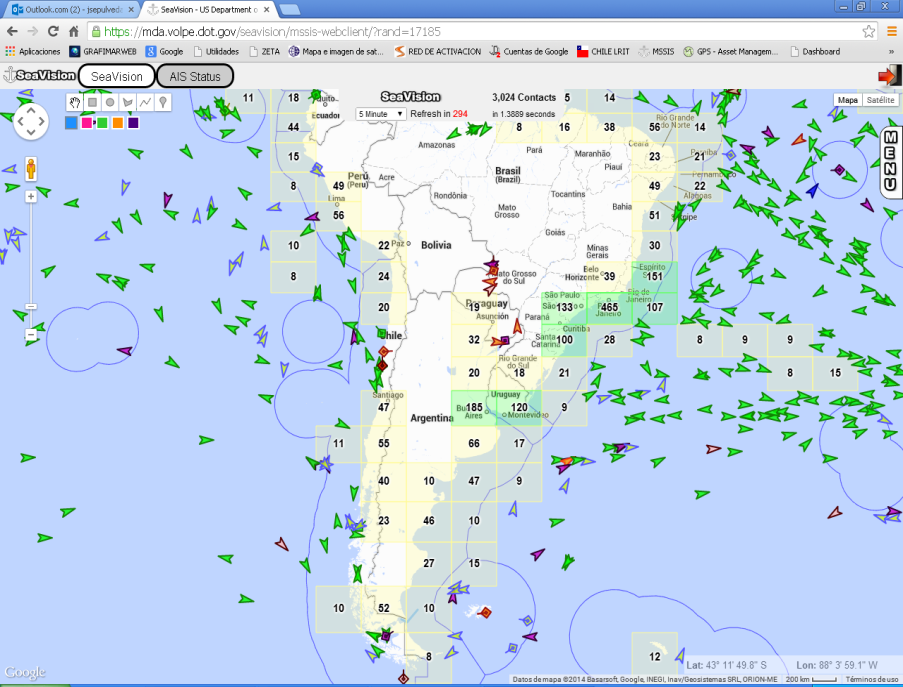 Outlook.com (2) - jsepulved
SeaVision - US Department o
https://mda.volpe.dot.gov/seavision/mssis-webclient/?rand=17185
Aplicaciones GRAFIMARWEB Google Utilidades ZETA Mapa e imagen de sat... RED DE ACTIVACION Cuentas de Google CHILE LRIT MSSIS GPS - Asset Managem... Dashboard »
SeaVision SeaVision AIS Status
SeaVision 3,024 Contacts
5 Minute Refresh in 294 in 1.3889 seconds
Mapa Satélite
MENU
11 18 5 14
Ecuador
44 8 16 38 56 14
Rio Grande do Norte
Amazonas Pará Ceará
15 Maranhão 23 21 Paraíba
Piauí Pernambuco
8 49 Perú (Perú) Acre Brasil (Brazil) 49 22
Rondônia Tocantins Alagoas
Lima Mato Grosso Bahia
56 51 Sergipe
Goiás
10 22 Paz Bolivia 30
Minas Gerais
8 24 Mato Grosso do Sul Belo Horizonte 39 151 Espírito Santo
20 Paraguay 19 São Paulo 133 465 107 Rio de Janeiro
Asunción Paraná
Chile 32 Santa Catarina Curitiba 100 28 8 9 9
Rio Grande do Sul
20 18 21 8 15
Santiago Uruguay
47 Argentina Buenos Aires 185 120 Montevideo 9
11 55 66 17
40 10 47 9
23 46 10
27 15
10 52 10
8 12
Lat: 43° 11' 49.8" S Lon: 88° 3' 59.1" W
Google
Datos de mapa ©2014 Basarsoft, Google, INEGI, Inav/Geosistemas SRL, ORION-ME 200 km Términos de uso